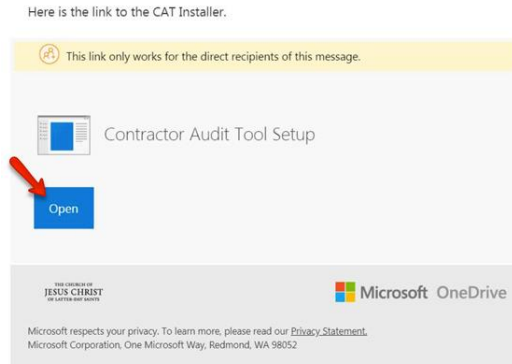 Here is the link to the CAT Installer.
This link only works for the direct recipients of this message.
Contractor Audit Tool Setup
Open
THE CHURCH OF
JESUS CHRIST
OF LATTER-DAY SAINTS
Microsoft OneDrive
Microsoft respects your privacy. To learn more, please read our Privacy Statement.
Microsoft Corporation, One Microsoft Way, Redmond, WA 98052